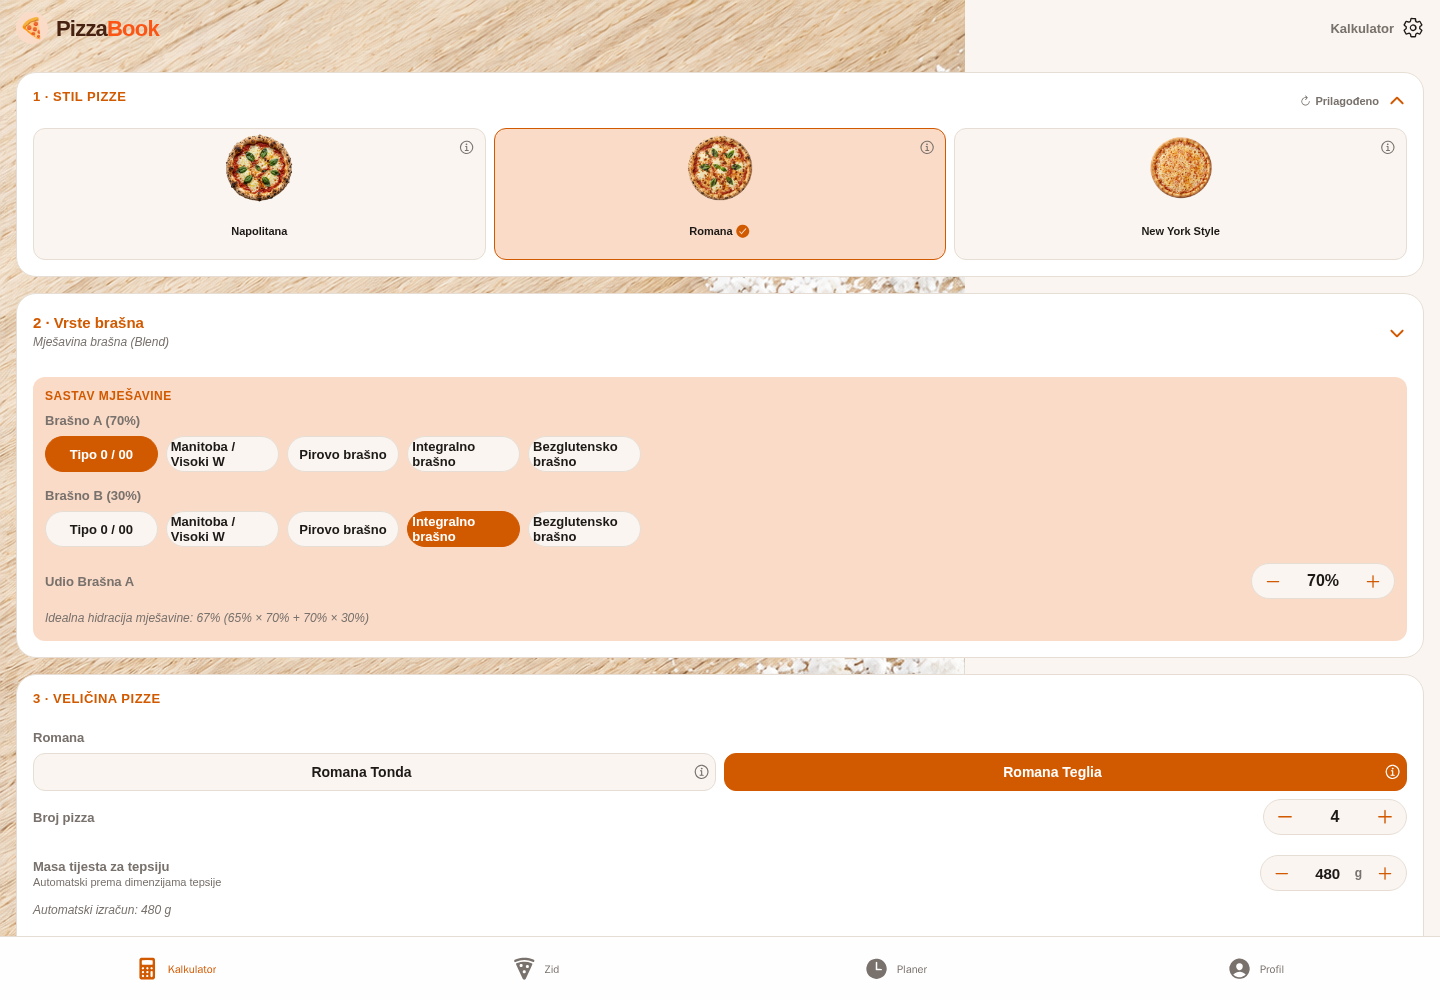 PizzaBook
Kalkulator
1 · STIL PIZZE
Prilagođeno
Napolitana
Romana
New York Style
2 · Vrste brašna
Mješavina brašna (Blend)
SASTAV MJEŠAVINE
Brašno A (70%)
Tipo 0 / 00
Manitoba /
Visoki W
Pirovo brašno
Integralno
brašno
Bezglutensko
brašno
Brašno B (30%)
Tipo 0 / 00
Manitoba /
Visoki W
Pirovo brašno
Integralno
brašno
Bezglutensko
brašno
Udio Brašna A
− 70% +
Idealna hidracija mješavine: 67% (65% × 70% + 70% × 30%)
3 · VELIČINA PIZZE
Romana
Romana Tonda
Romana Teglia
Broj pizza
− 4 +
Masa tijesta za tepsiju
Automatski prema dimenzijama tepsije
− 480 g +
Automatski izračun: 480 g
Kalkulator
Zid
Planer
Profil